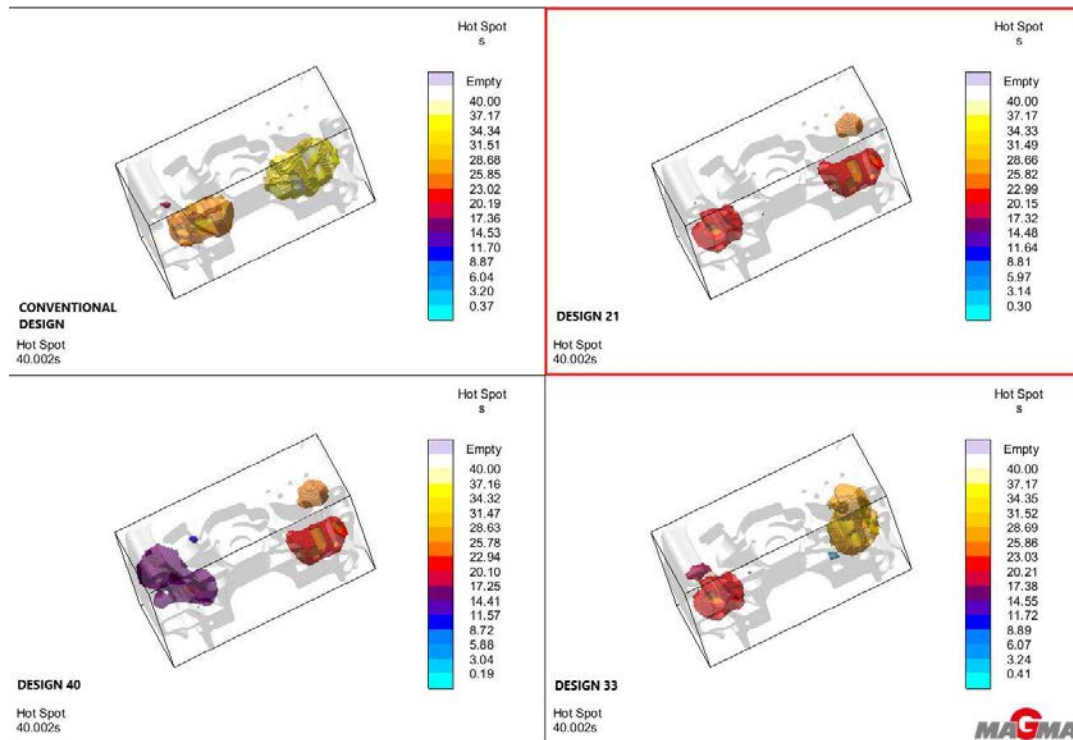 Hot Spot
s
Empty
40.00
37.17
34.34
31.51
28.68
25.85
23.02
20.19
17.36
14.53
11.70
8.87
6.04
3.20
0.37
CONVENTIONAL
DESIGN
Hot Spot
40.002s
Hot Spot
s
Empty
40.00
37.17
34.33
31.49
28.66
25.82
22.99
20.15
17.32
14.48
11.64
8.81
5.97
3.14
0.30
DESIGN 21
Hot Spot
40.002s
Hot Spot
s
Empty
40.00
37.16
34.32
31.47
28.63
25.78
22.94
20.10
17.25
14.41
11.57
8.72
5.88
3.04
0.19
DESIGN 40
Hot Spot
40.002s
Hot Spot
s
Empty
40.00
37.17
34.35
31.52
28.69
25.86
23.03
20.21
17.38
14.55
11.72
8.89
6.07
3.24
0.41
DESIGN 33
Hot Spot
40.002s
MAGMA